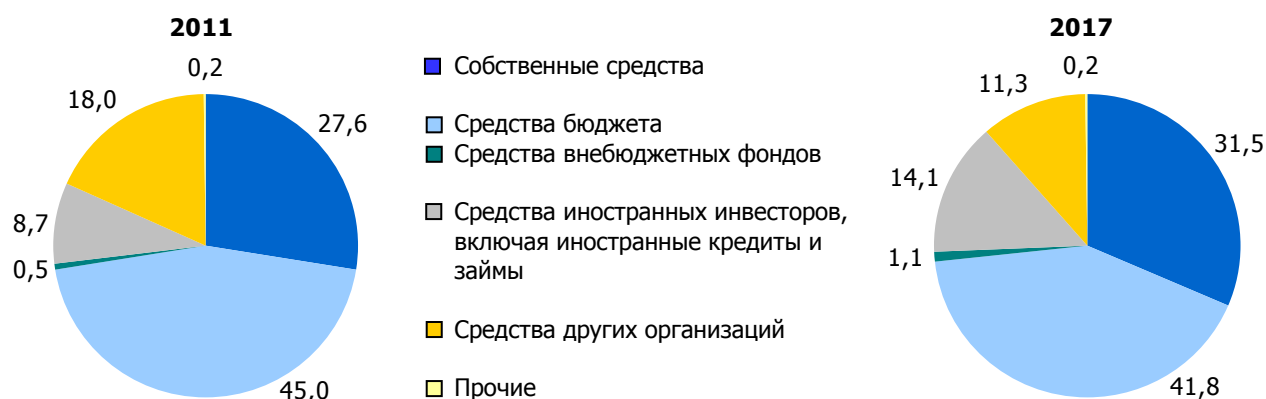 2011
0,2
18,0
27,6
8,7
0,5
45,0
Собственные средства
Средства бюджета
Средства внебюджетных фондов
Средства иностранных инвесторов,
включая иностранные кредиты и
займы
Средства других организаций
Прочие
2017
0,2
11,3
31,5
14,1
1,1
41,8